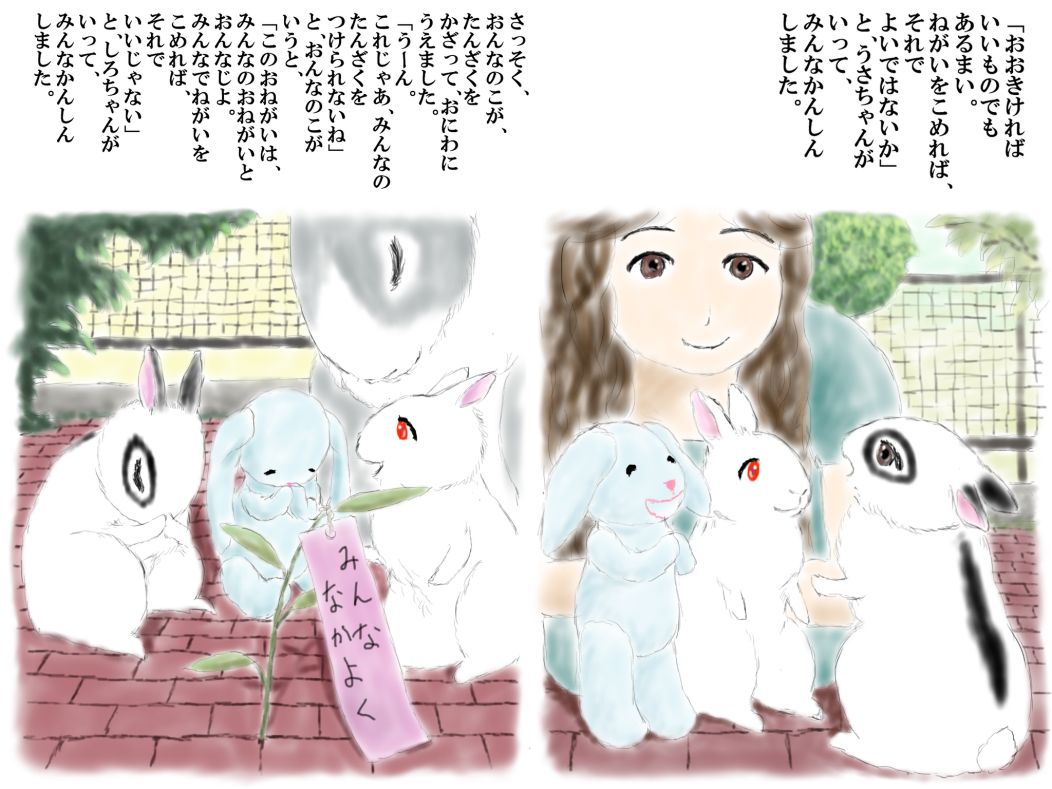 「おおきければ
いいものでも
あるまい。
ねがいをこめれば、
それで
よいではないか」
と、うさちゃんが
いって、
みんなかんしん
しました。
さっそく、
おんなのこが、
たんざくを
かざって、おにわに
うえました。
「うーん。
これじゃあ、みんなの
たんざくを
つけられないね」
と、おんなのこが
いうと、
「このおねがいは、
みんなのおねがいと
おんなじよ。
みんなでねがいを
こめれば、
それで
いいじゃない」
と、しろちゃんが
いって、
みんなかんしん
しました。
みんな
なかよく